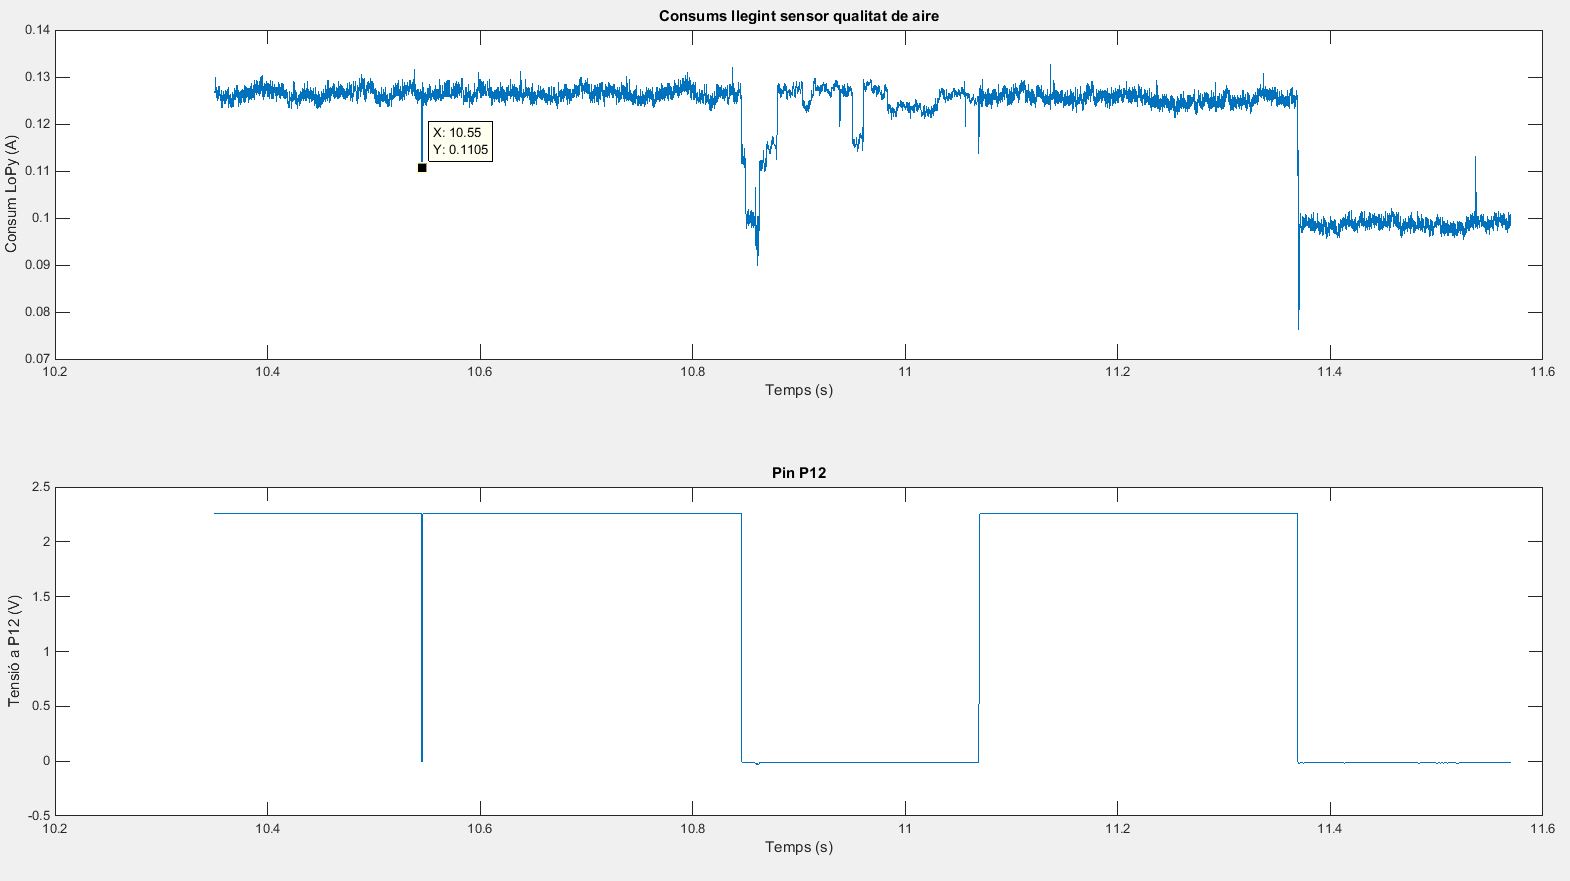 Consums llegint sensor qualitat de aire
0.14
0.13
0.12
0.11
0.1
0.09
0.08
0.07
Consum LoPy (A)
X: 10.55
Y: 0.1105
10.2 10.4 10.6 10.8 11 11.2 11.4 11.6
Temps (s)
Pin P12
2.5
2
1.5
1
0.5
0
-0.5
Tensió a P12 (V)
10.2 10.4 10.6 10.8 11 11.2 11.4 11.6
Temps (s)